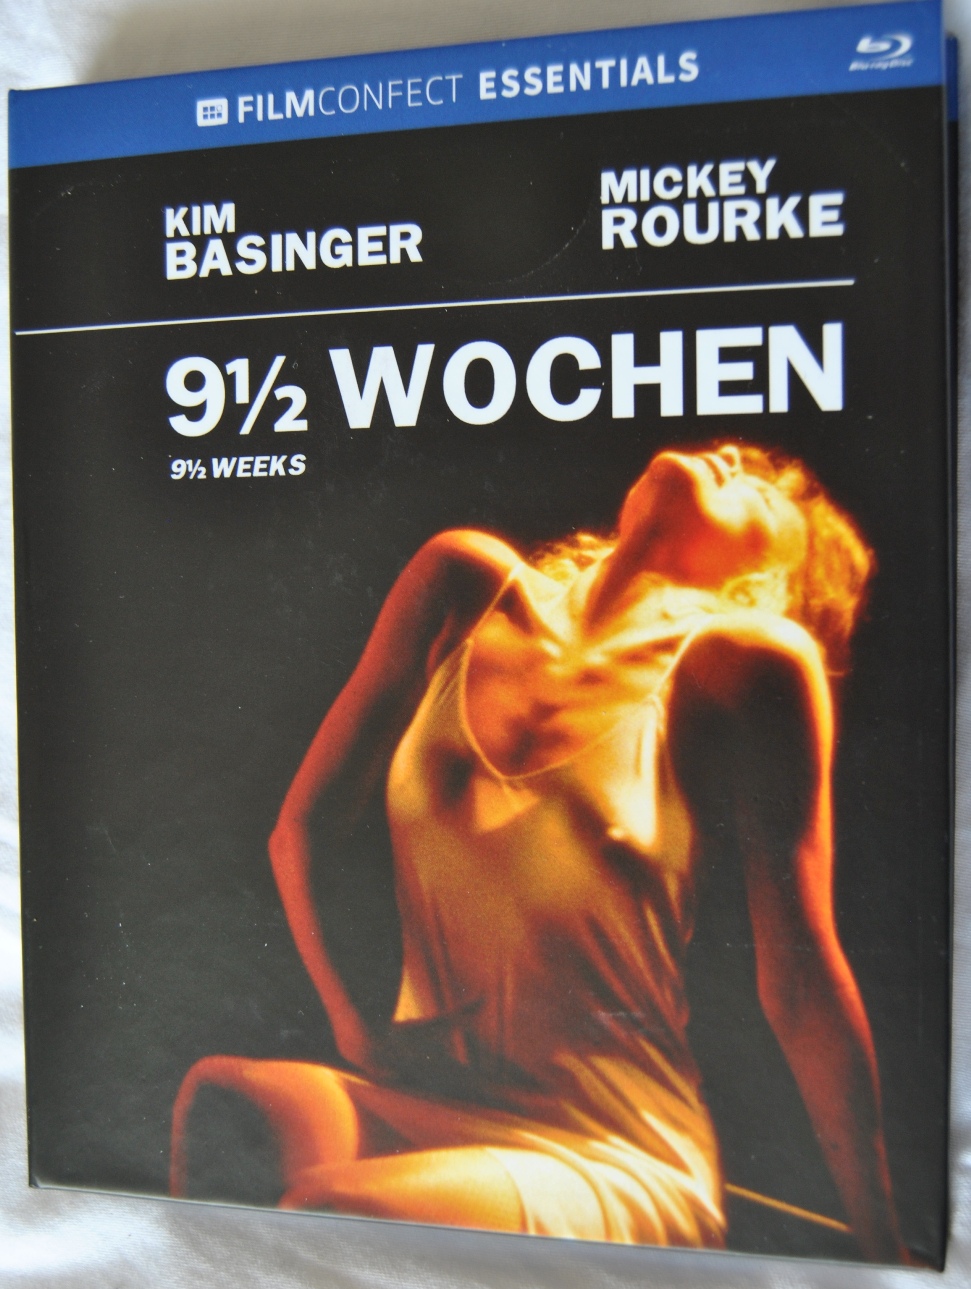 FILMCONFECT ESSENTIALS
Blu-ray Disc
KIM
BASINGER
MICKEY
ROURKE
9½ WOCHEN
9½ WEEKS